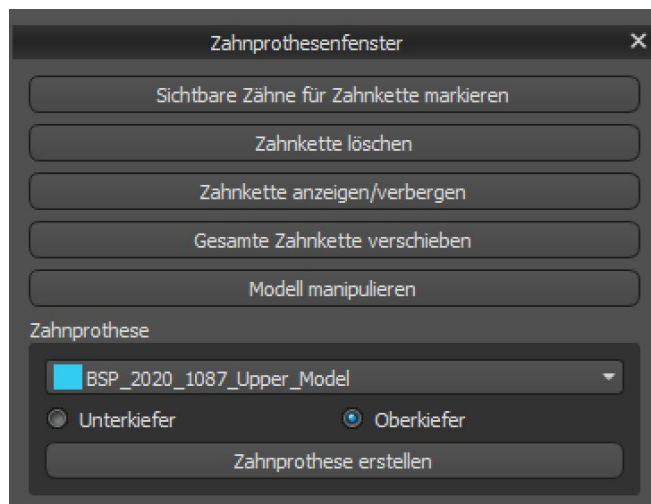 Zahnprothesenfenster
Sichtbare Zähne für Zahnkette markieren
Zahnkette löschen
Zahnkette anzeigen/verbergen
Gesamte Zahnkette verschieben
Modell manipulieren
Zahnprothese
BSP_2020_1087_Upper_Model
Unterkiefer Oberkiefer
Zahnprothese erstellen